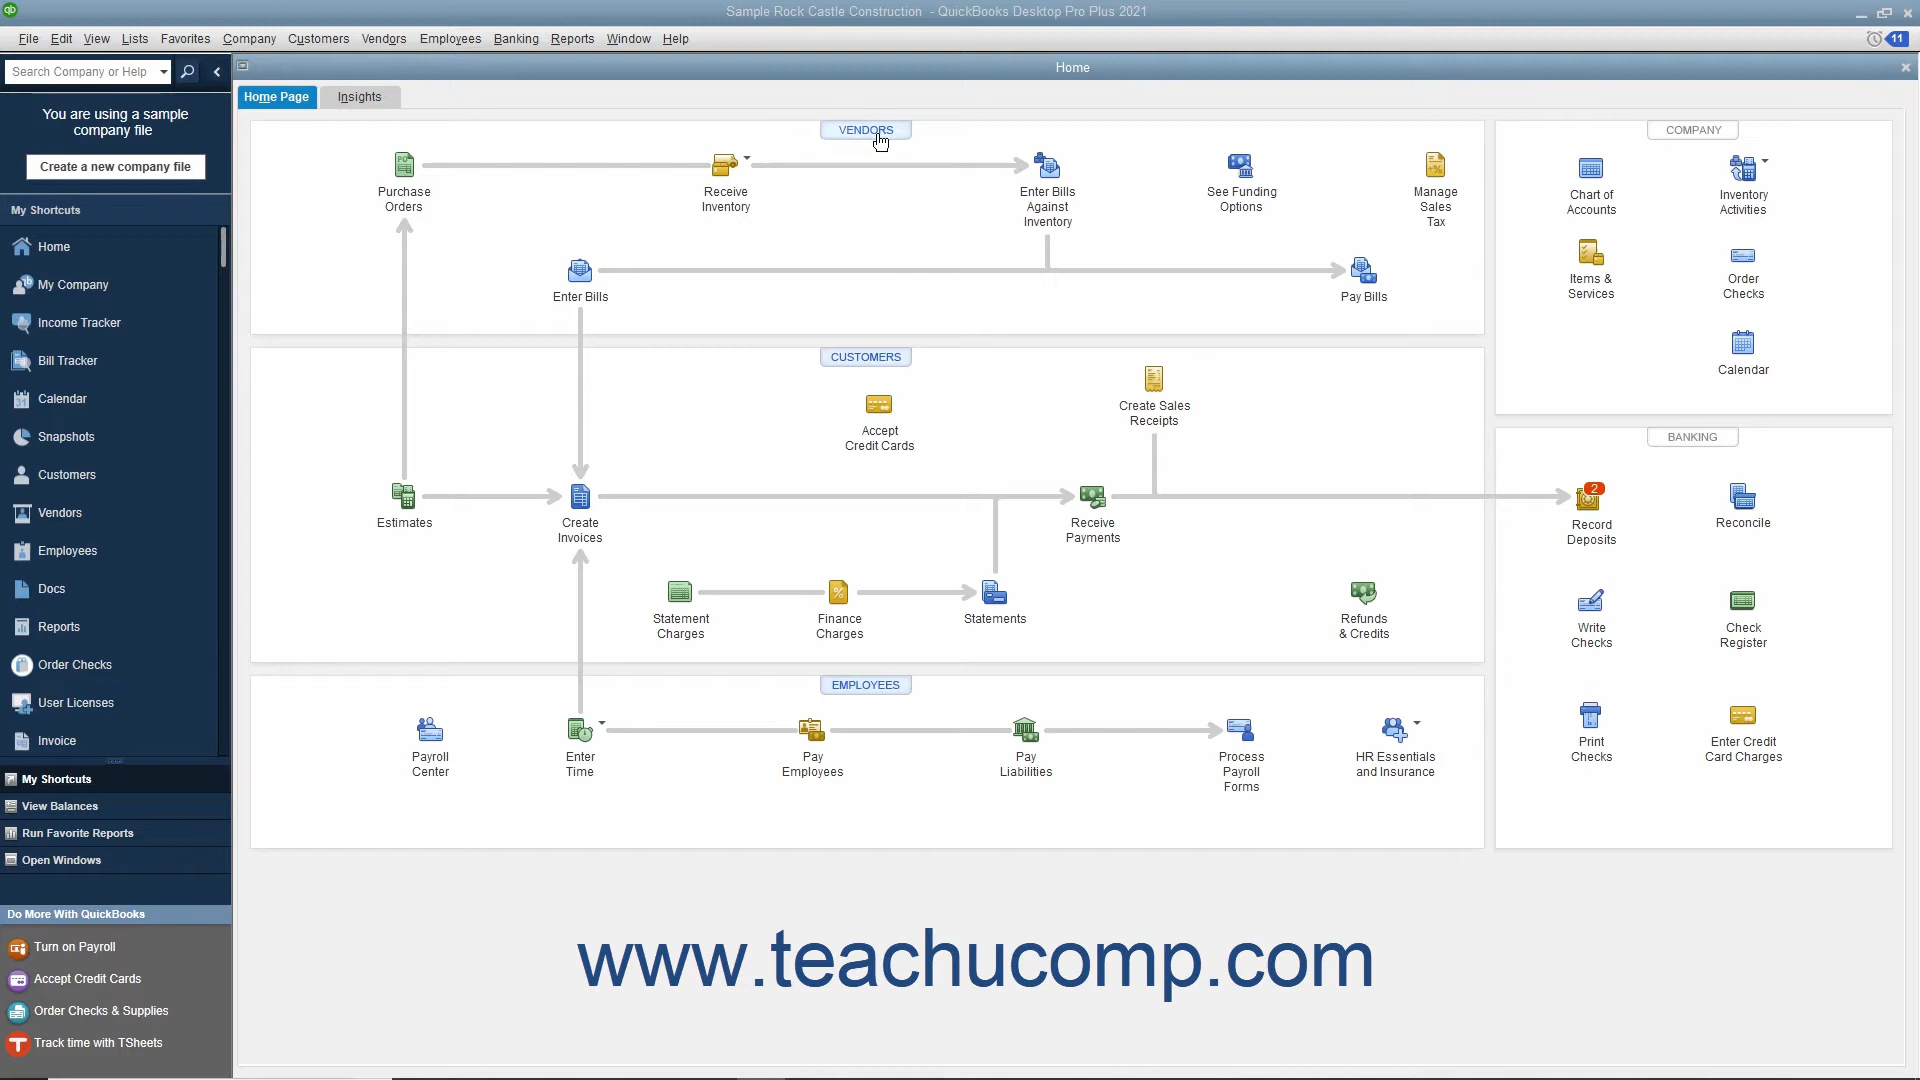 qb
Sample Rock Castle Construction - QuickBooks Desktop Pro Plus 2021
File Edit View Lists Favorites Company Customers Vendors Employees Banking Reports Window Help
11
Search Company or Help
Home
You are using a sample
company file
Create a new company file
My Shortcuts
Home
My Company
Income Tracker
Bill Tracker
Calendar
Snapshots
Customers
Vendors
Employees
Docs
Reports
Order Checks
User Licenses
Invoice
My Shortcuts
View Balances
Run Favorite Reports
Open Windows
Do More With QuickBooks
Turn on Payroll
Accept Credit Cards
Order Checks & Supplies
Track time with TSheets
Home Page Insights
VENDORS
Purchase
Orders
Receive
Inventory
Enter Bills
Against
Inventory
See Funding
Options
Manage
Sales
Tax
Enter Bills
Pay Bills
CUSTOMERS
Accept
Credit Cards
Create Sales
Receipts
Estimates
Create
Invoices
Receive
Payments
Statement
Charges
Finance
Charges
Statements
Refunds
& Credits
EMPLOYEES
Payroll
Center
Enter
Time
Pay
Employees
Pay
Liabilities
Process
Payroll
Forms
HR Essentials
and Insurance
COMPANY
Chart of
Accounts
Inventory
Activities
Items &
Services
Order
Checks
Calendar
BANKING
2
Record
Deposits
Reconcile
Write
Checks
Check
Register
Print
Checks
Enter Credit
Card Charges
www.teachucomp.com